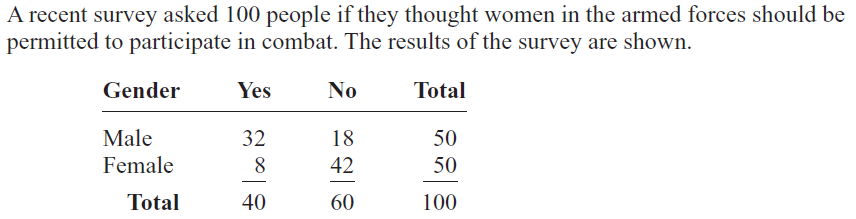 A recent survey asked 100 people if they thought women in the armed forces should be
permitted to participate in combat. The results of the survey are shown.
Gender Yes No Total
Male 32 18 50
Female 8 42 50
Total 40 60 100